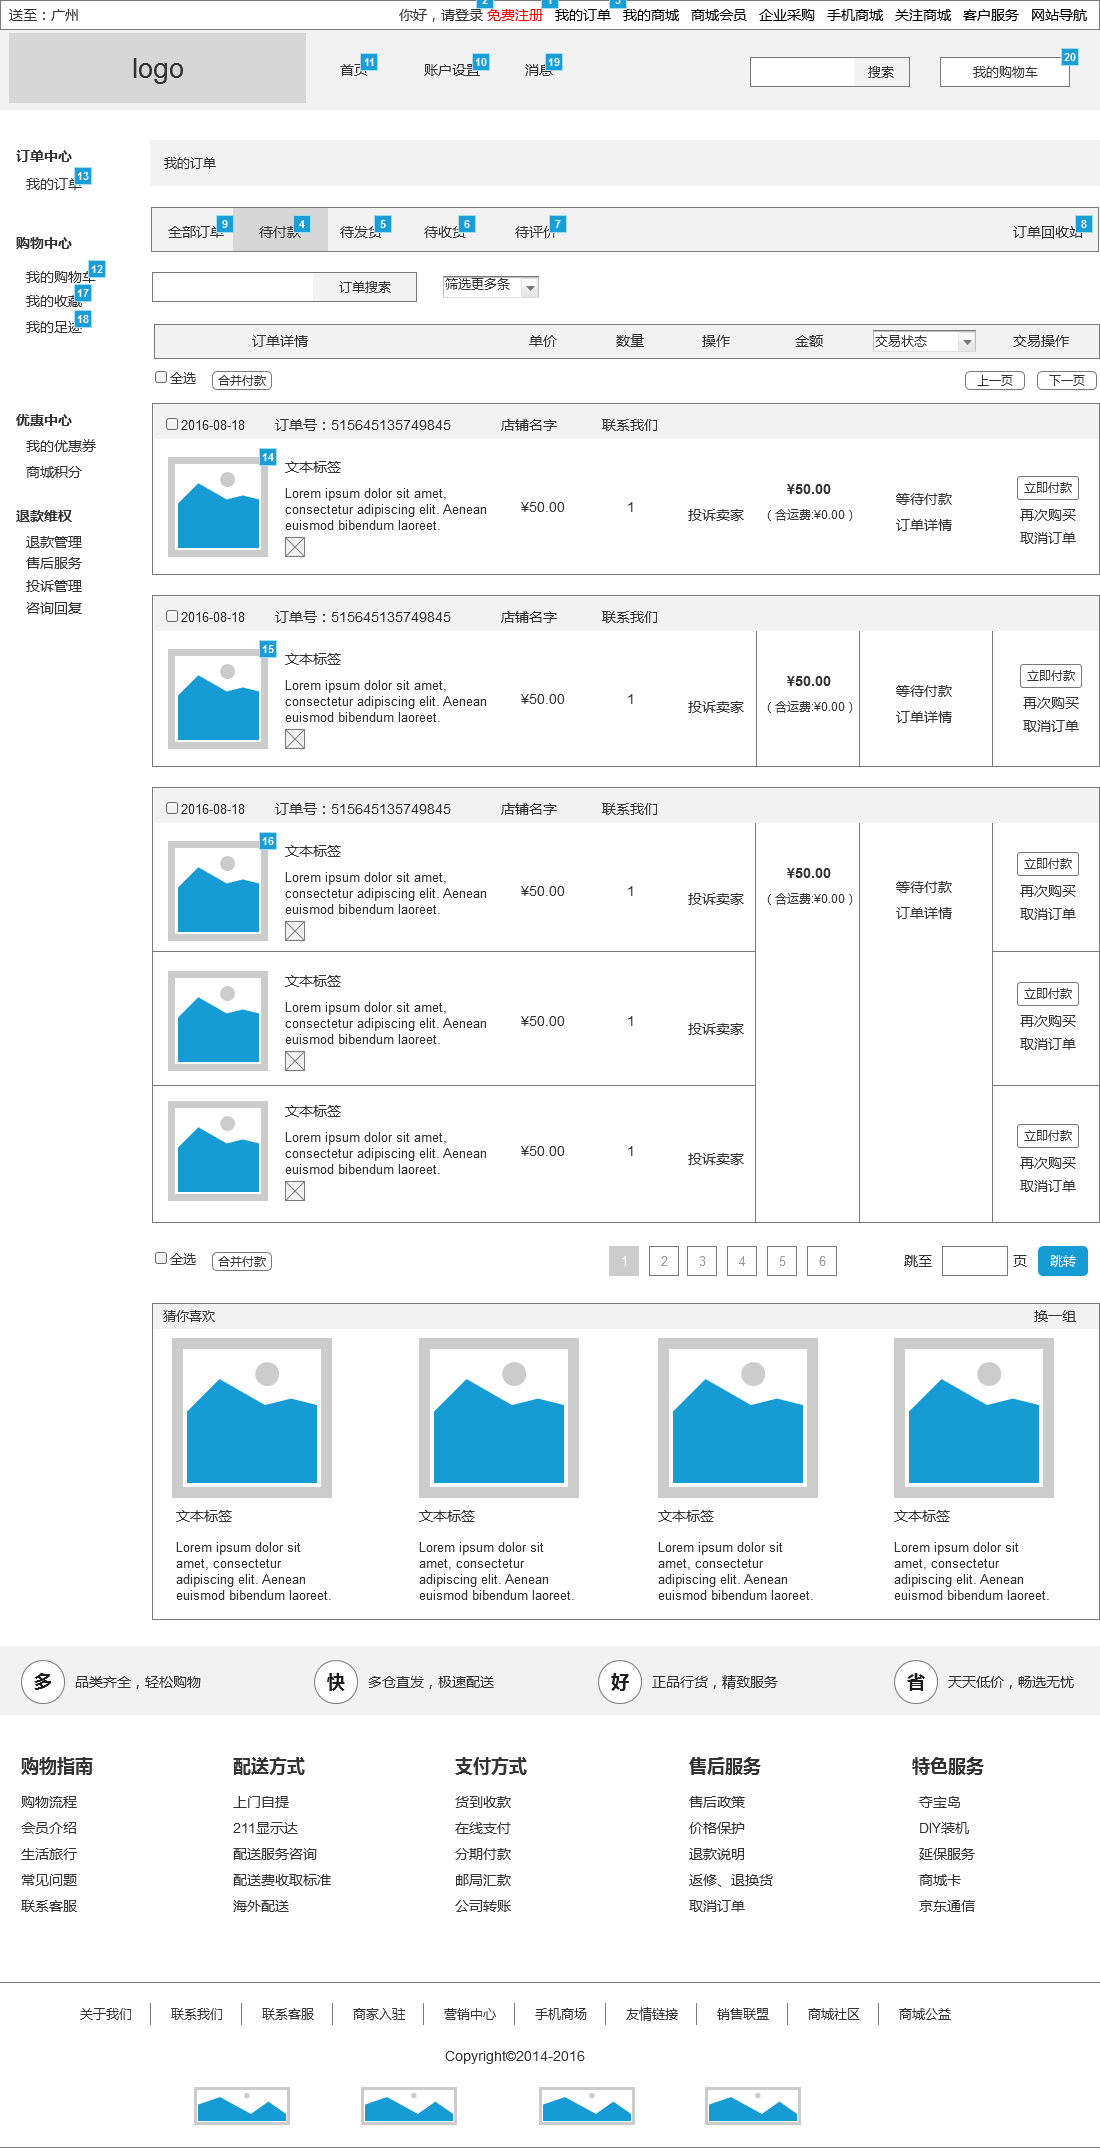 送至：广州 你好，请登录 免费注册 我的订单 我的商城 商城会员 企业采购 手机商城 关注商城 客户服务 网站导航
2 1 3
logo 首页 11 账户设置 10 消息 19 搜索 我的购物车 20
订单中心
我的订单 13
购物中心
我的购物车 12
我的收藏 17
我的足迹 18
优惠中心
我的优惠券
商城积分
退款维权
退款管理
售后服务
投诉管理
咨询回复
我的订单
全部订单 9 待付款 4 待发货 5 待收货 6 待评价 7 订单回收站 8
订单搜索 筛选更多条
订单详情 单价 数量 操作 金额 交易状态 交易操作
全选 合并付款 上一页 下一页
2016-08-18 订单号：515645135749845 店铺名字 联系我们
14
文本标签
Lorem ipsum dolor sit amet,
consectetur adipiscing elit. Aenean
euismod bibendum laoreet.
¥50.00 1 投诉卖家
¥50.00
（含运费:¥0.00）
等待付款
订单详情
立即付款
再次购买
取消订单
2016-08-18 订单号：515645135749845 店铺名字 联系我们
15
文本标签
Lorem ipsum dolor sit amet,
consectetur adipiscing elit. Aenean
euismod bibendum laoreet.
¥50.00 1 投诉卖家
¥50.00
（含运费:¥0.00）
等待付款
订单详情
立即付款
再次购买
取消订单
2016-08-18 订单号：515645135749845 店铺名字 联系我们
16
文本标签
Lorem ipsum dolor sit amet,
consectetur adipiscing elit. Aenean
euismod bibendum laoreet.
¥50.00 1 投诉卖家
¥50.00
（含运费:¥0.00）
等待付款
订单详情
立即付款
再次购买
取消订单
文本标签
Lorem ipsum dolor sit amet,
consectetur adipiscing elit. Aenean
euismod bibendum laoreet.
¥50.00 1 投诉卖家
立即付款
再次购买
取消订单
文本标签
Lorem ipsum dolor sit amet,
consectetur adipiscing elit. Aenean
euismod bibendum laoreet.
¥50.00 1 投诉卖家
立即付款
再次购买
取消订单
全选 合并付款 1 2 3 4 5 6 跳至 页 跳转
猜你喜欢 换一组
文本标签 文本标签 文本标签 文本标签
Lorem ipsum dolor sit Lorem ipsum dolor sit Lorem ipsum dolor sit Lorem ipsum dolor sit
amet, consectetur amet, consectetur amet, consectetur amet, consectetur
adipiscing elit. Aenean adipiscing elit. Aenean adipiscing elit. Aenean adipiscing elit. Aenean
euismod bibendum laoreet. euismod bibendum laoreet. euismod bibendum laoreet. euismod bibendum laoreet.
多 品类齐全，轻松购物 快 多仓直发，极速配送 好 正品行货，精致服务 省 天天低价，畅选无忧
购物指南 配送方式 支付方式 售后服务 特色服务
购物流程 上门自提 货到收款 售后政策 夺宝岛
会员介绍 211显示达 在线支付 价格保护 DIY装机
生活旅行 配送服务咨询 分期付款 退款说明 延保服务
常见问题 配送费收取标准 邮局汇款 返修、退换货 商城卡
联系客服 海外配送 公司转账 取消订单 京东通信
关于我们 联系我们 联系客服 商家入驻 营销中心 手机商场 友情链接 销售联盟 商城社区 商城公益
Copyright©2014-2016